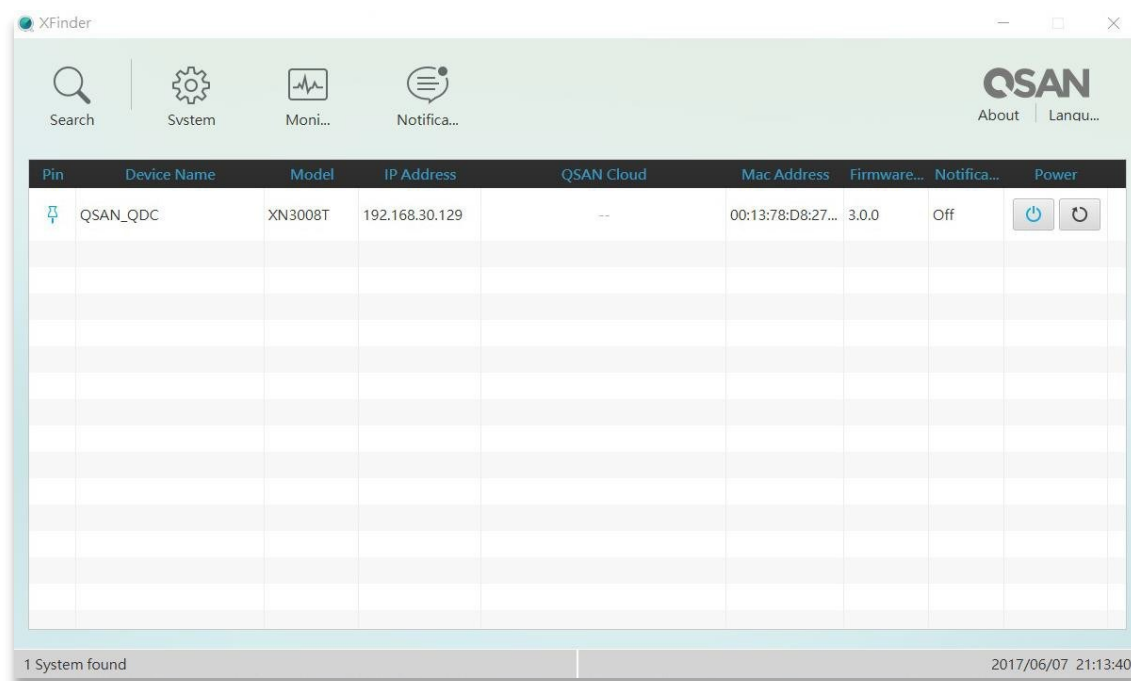 XFinder
QSAN
Search System Moni... Notifica... About Langu...
Pin Device Name Model IP Address QSAN Cloud Mac Address Firmware... Notifica... Power
QSAN_QDC XN3008T 192.168.30.129 -- 00:13:78:D8:27... 3.0.0 Off
1 System found 2017/06/07 21:13:40